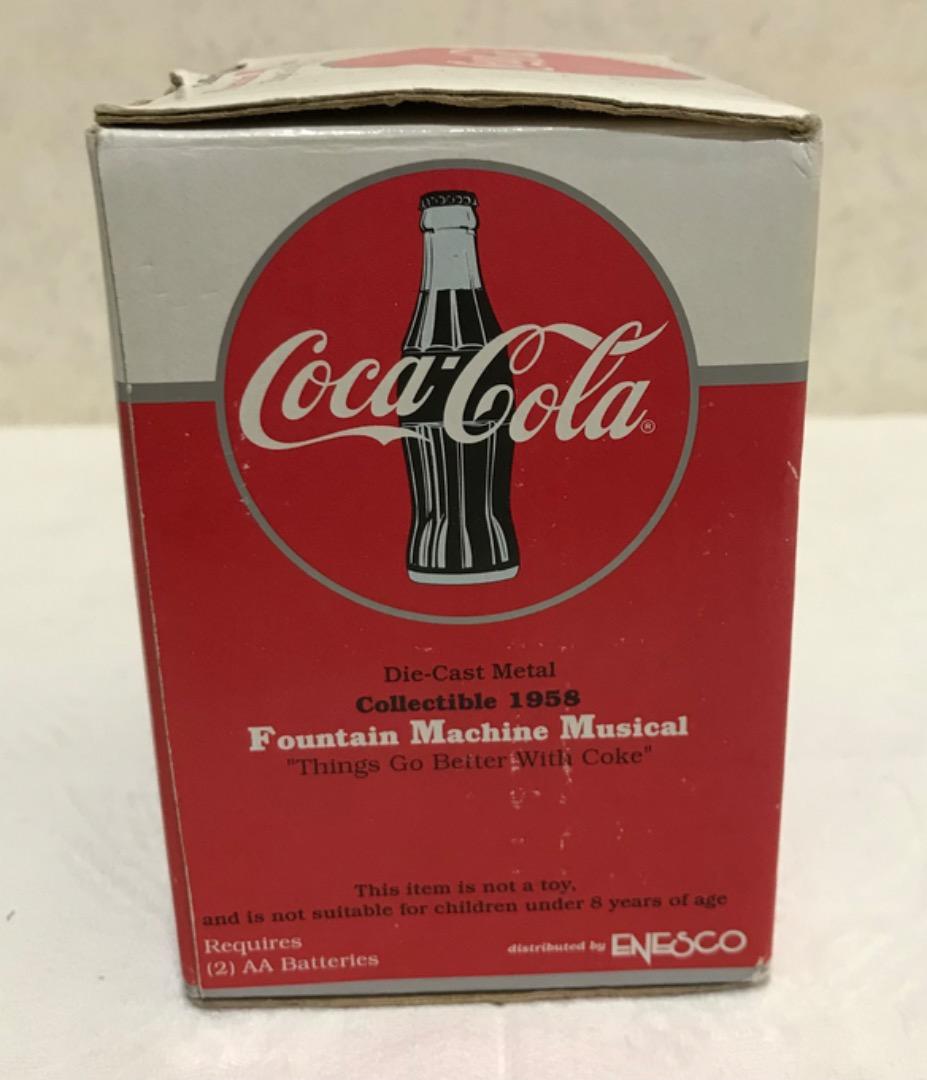 Coca-Cola®
Die-Cast Metal
Collectible 1958
Fountain Machine Musical
"Things Go Better With Coke"
This item is not a toy,
and is not suitable for children under 8 years of age
Requires
(2) AA Batteries
distributed by ENESCO